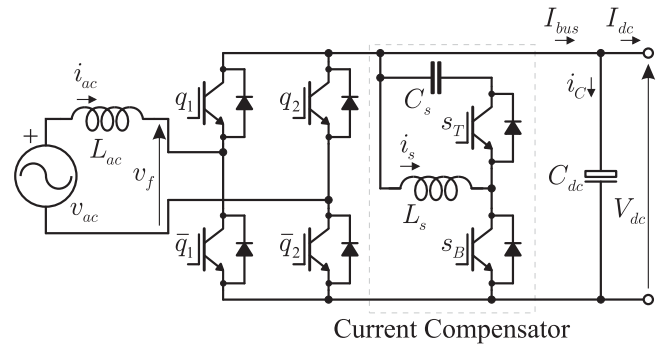 I_bus I_dc
i_ac q_1 q_2 C_s s_T i_C
+ L_ac v_f i_s C_dc
v_ac L_s V_dc
q̅_1 q̅_2 s_B
Current Compensator